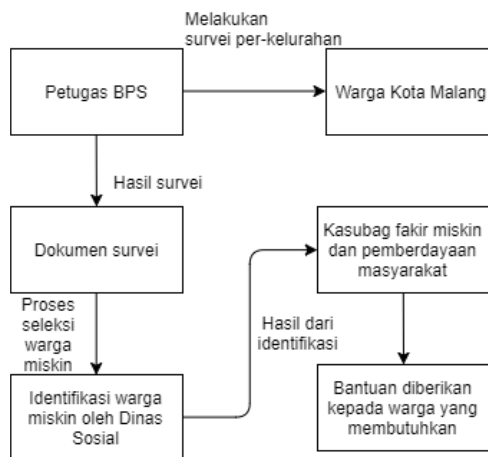 Melakukan
survei per-kelurahan
Petugas BPS
Warga Kota Malang
Hasil survei
Dokumen survei
Kasubag fakir miskin
dan pemberdayaan
masyarakat
Proses
seleksi
warga
miskin
Hasil dari
identifikasi
Identifikasi warga
miskin oleh Dinas
Sosial
Bantuan diberikan
kepada warga yang
membutuhkan